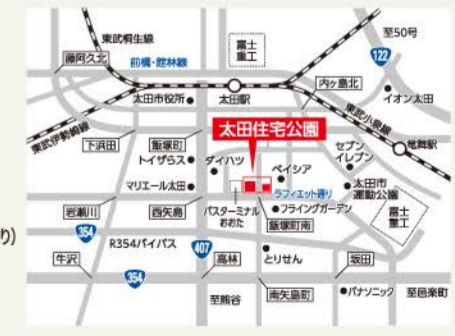 東武桐生線
至50号
富士
重工
122
藤阿久北
前橋・館林線
内ヶ島北
イオン太田
太田市役所
太田駅
東武小泉線
東武伊勢崎線
太田住宅公園
竜舞駅
下浜田
飯塚町
セブン
イレブン
トイザらス
ダイハツ
ベイシア
マリエール太田
ラフィエット通り
太田市
運動公園
岩瀬川
西矢島
バスターミナル
おおた
フライングガーデン
飯塚町南
富士
重工
り)
354
R354バイパス
407
とりせん
牛沢
高林
坂田
354
至熊谷
南矢島町
パナソニック
至邑楽町